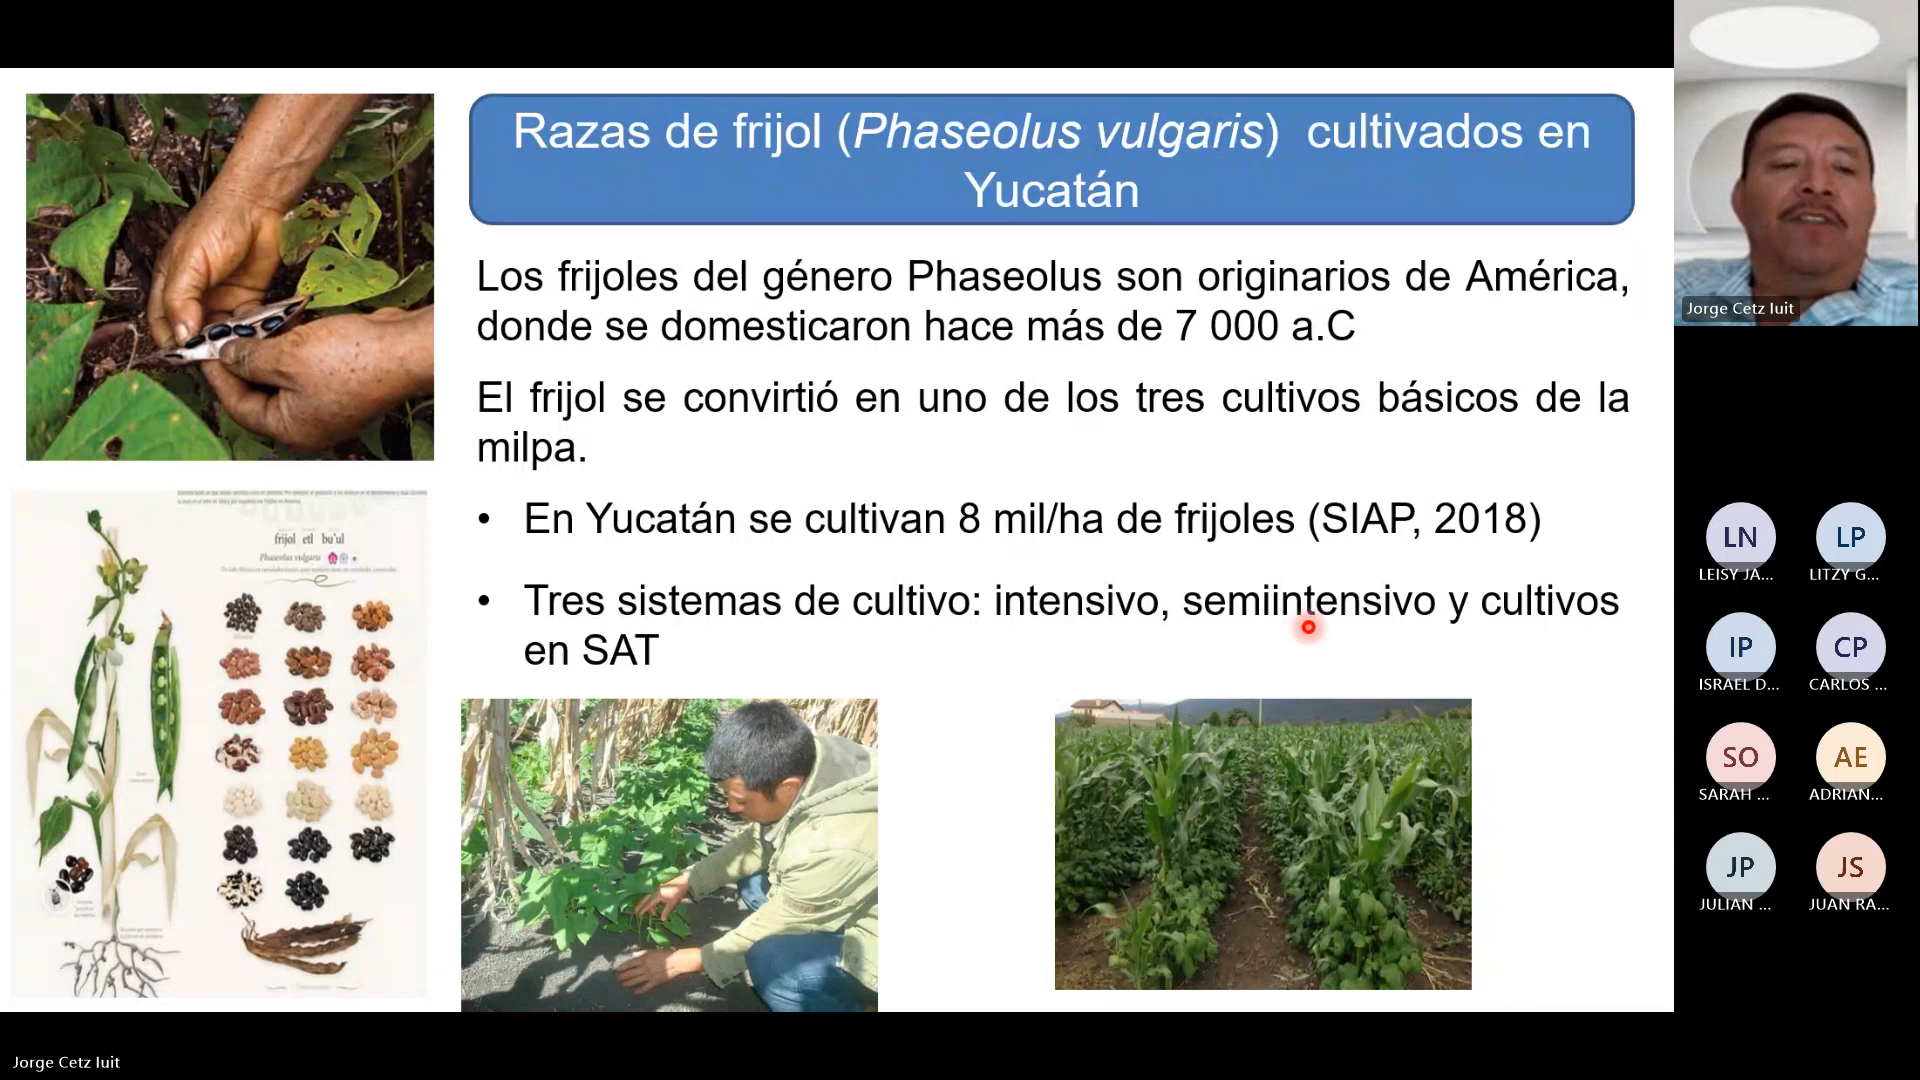 Razas de frijol (Phaseolus vulgaris) cultivados en
Yucatán
Los frijoles del género Phaseolus son originarios de América,
donde se domesticaron hace más de 7 000 a.C
El frijol se convirtió en uno de los tres cultivos básicos de la
milpa.
• En Yucatán se cultivan 8 mil/ha de frijoles (SIAP, 2018)
• Tres sistemas de cultivo: intensivo, semiintensivo y cultivos
en SAT
frijol etl bu'ul
Phaseolus vulgaris
Jorge Cetz Iuit
LN
LEISY JA...
LP
LITZY G...
IP
ISRAEL D...
CP
CARLOS ...
SO
SARAH ...
AE
ADRIAN...
JP
JULIAN ...
JS
JUAN RA...
Jorge Cetz Iuit